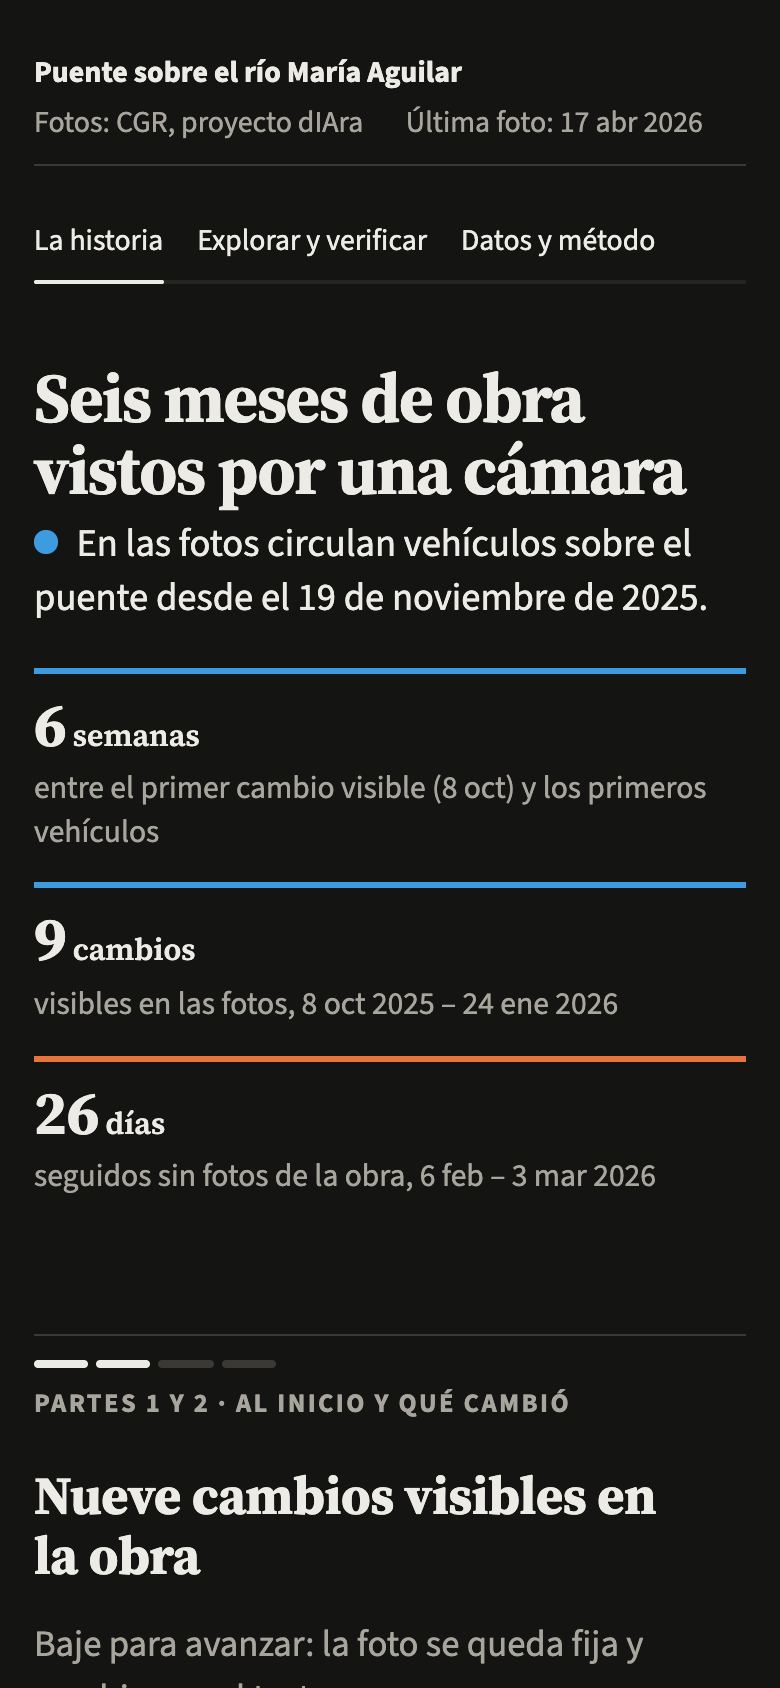 Puente sobre el río María Aguilar
Fotos: CGR, proyecto dIAra Última foto: 17 abr 2026
La historia Explorar y verificar Datos y método
Seis meses de obra
vistos por una cámara
En las fotos circulan vehículos sobre el
puente desde el 19 de noviembre de 2025.
6 semanas
entre el primer cambio visible (8 oct) y los primeros
vehículos
9 cambios
visibles en las fotos, 8 oct 2025 – 24 ene 2026
26 días
seguidos sin fotos de la obra, 6 feb – 3 mar 2026
PARTES 1 Y 2 · AL INICIO Y QUÉ CAMBIÓ
Nueve cambios visibles en
la obra
Baje para avanzar: la foto se queda fija y